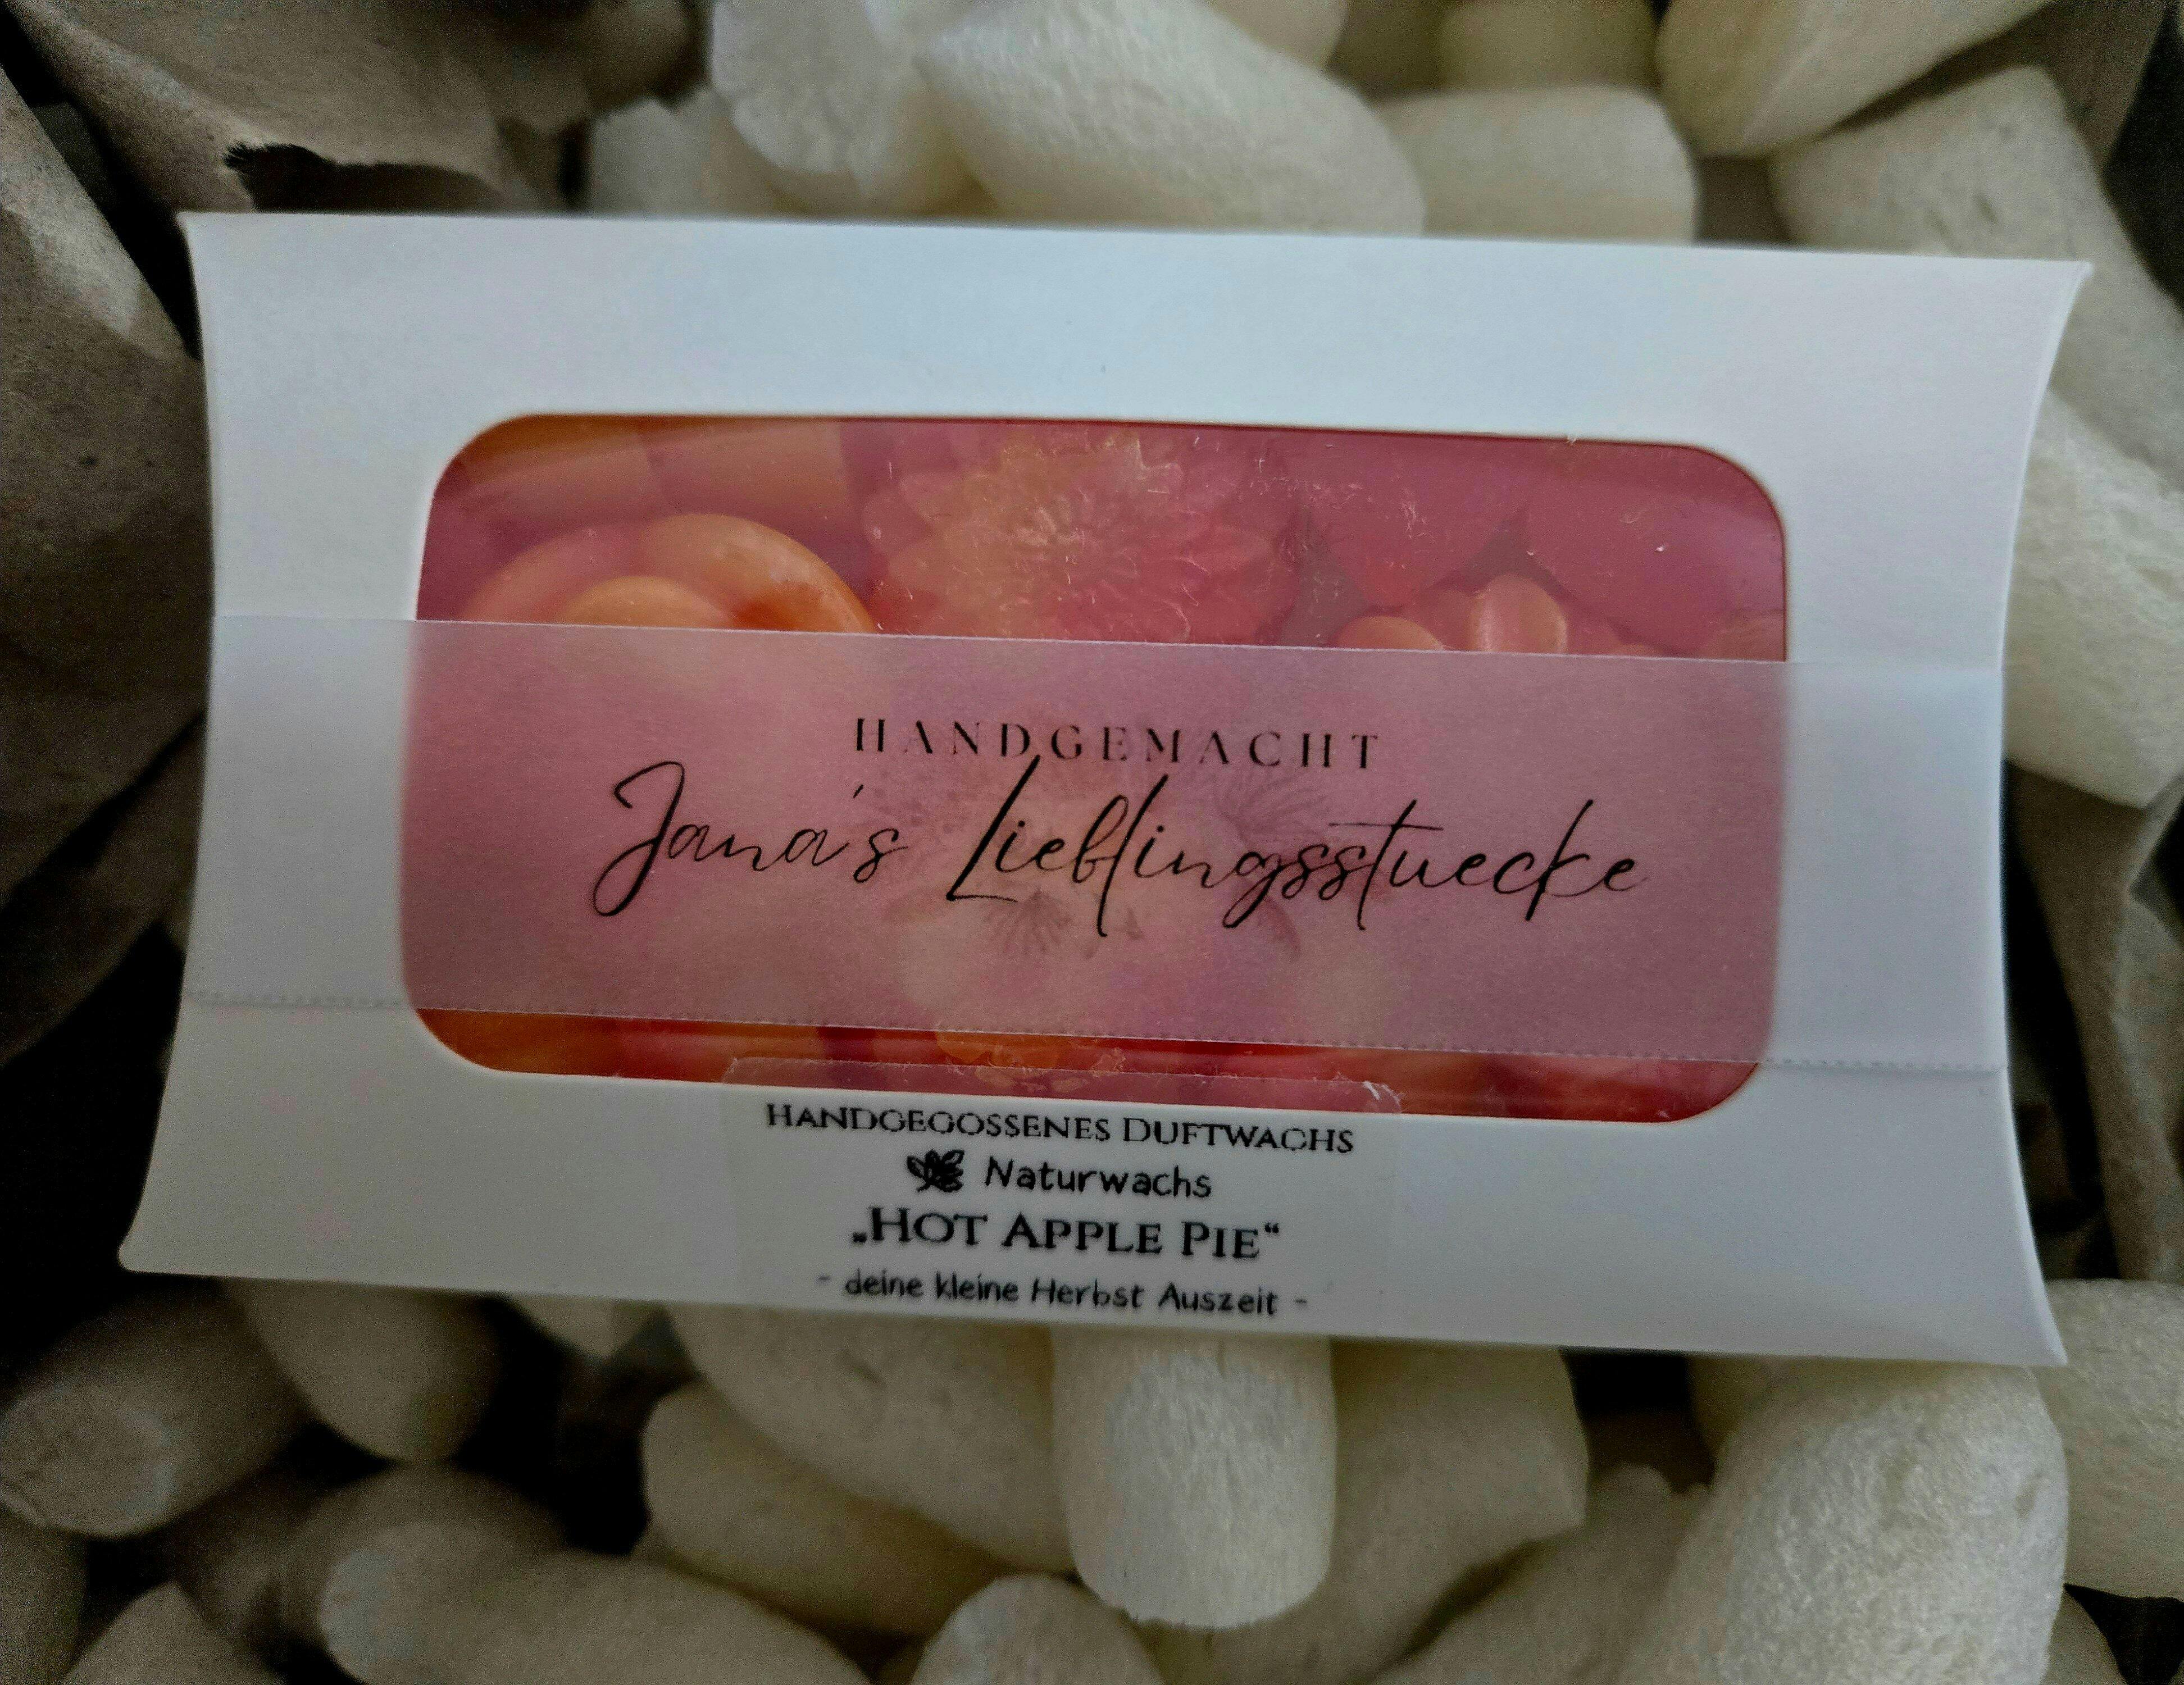 HANDGEMACHT
Jana's Lieblingsstuecke
HANDGEGOSSENES DUFTWACHS
Naturwachs
„HOT APPLE PIE“
- deine kleine Herbst Auszeit -